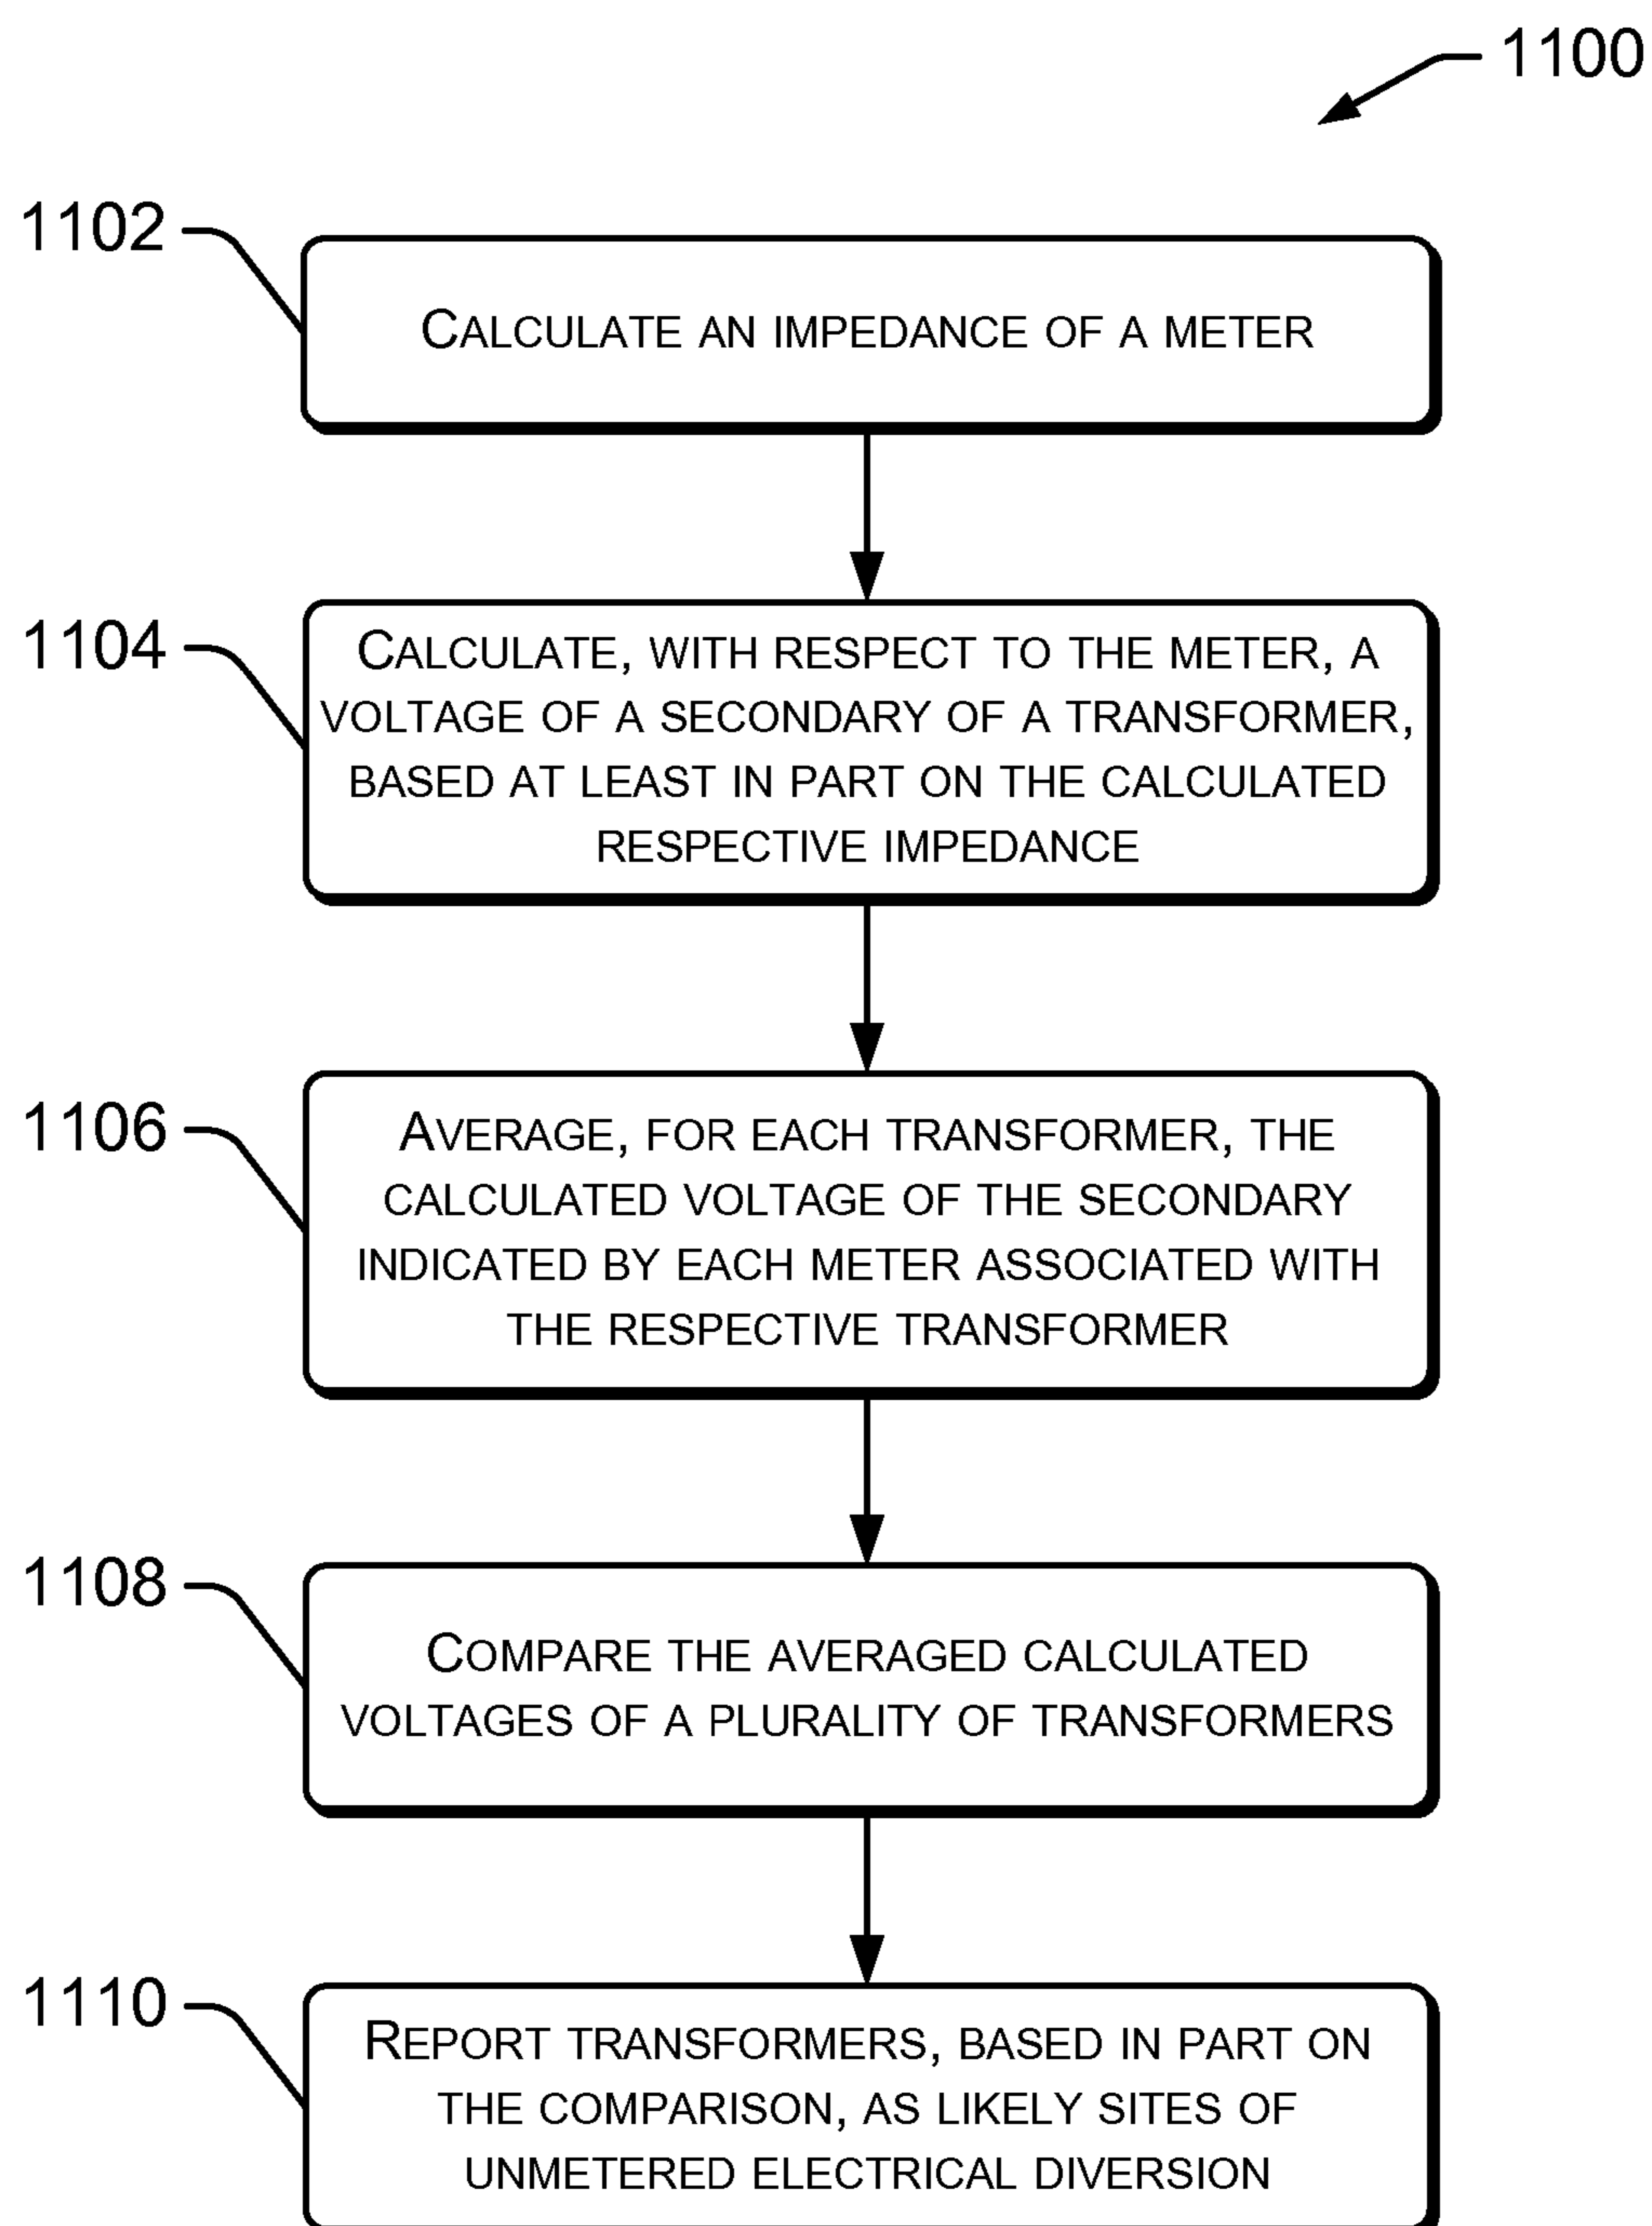 1100
1102
CALCULATE AN IMPEDANCE OF A METER
1104
CALCULATE, WITH RESPECT TO THE METER, A
VOLTAGE OF A SECONDARY OF A TRANSFORMER,
BASED AT LEAST IN PART ON THE CALCULATED
RESPECTIVE IMPEDANCE
1106
AVERAGE, FOR EACH TRANSFORMER, THE
CALCULATED VOLTAGE OF THE SECONDARY
INDICATED BY EACH METER ASSOCIATED WITH
THE RESPECTIVE TRANSFORMER
1108
COMPARE THE AVERAGED CALCULATED
VOLTAGES OF A PLURALITY OF TRANSFORMERS
1110
REPORT TRANSFORMERS, BASED IN PART ON
THE COMPARISON, AS LIKELY SITES OF
UNMETERED ELECTRICAL DIVERSION